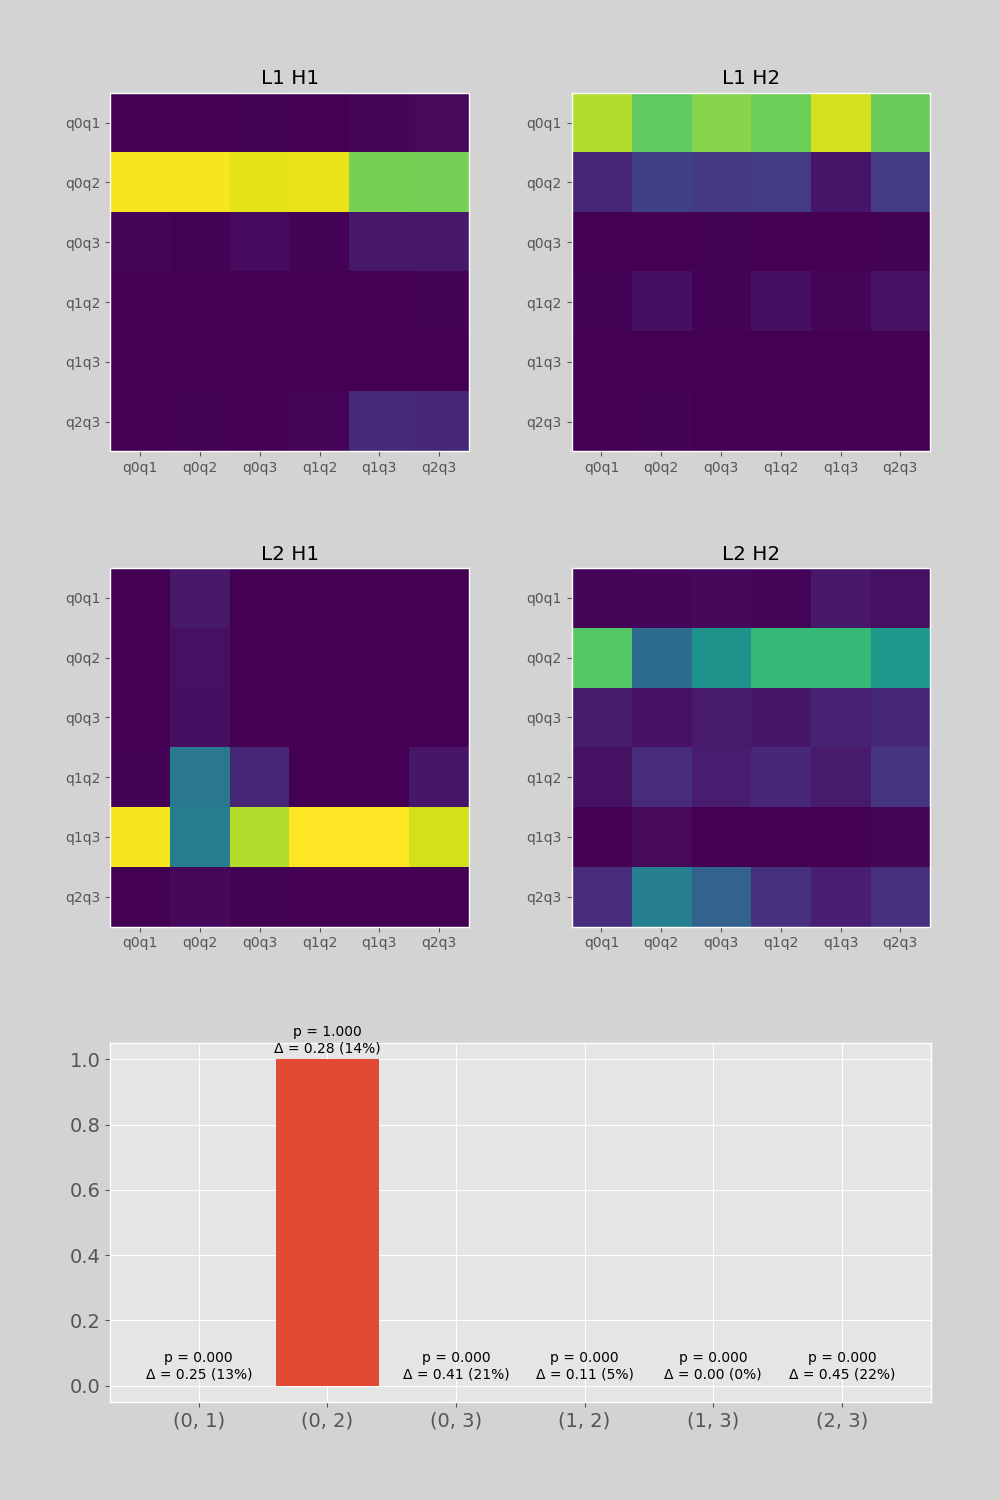 L1 H1
L1 H2
q0q1
q0q2
q0q3
q1q2
q1q3
q2q3
q0q1 q0q2 q0q3 q1q2 q1q3 q2q3
q0q1
q0q2
q0q3
q1q2
q1q3
q2q3
q0q1 q0q2 q0q3 q1q2 q1q3 q2q3
L2 H1
L2 H2
q0q1
q0q2
q0q3
q1q2
q1q3
q2q3
q0q1 q0q2 q0q3 q1q2 q1q3 q2q3
q0q1
q0q2
q0q3
q1q2
q1q3
q2q3
q0q1 q0q2 q0q3 q1q2 q1q3 q2q3
1.0
0.8
0.6
0.4
0.2
0.0
p = 0.000
Δ = 0.25 (13%)
p = 1.000
Δ = 0.28 (14%)
p = 0.000
Δ = 0.41 (21%)
p = 0.000
Δ = 0.11 (5%)
p = 0.000
Δ = 0.00 (0%)
p = 0.000
Δ = 0.45 (22%)
(0, 1) (0, 2) (0, 3) (1, 2) (1, 3) (2, 3)